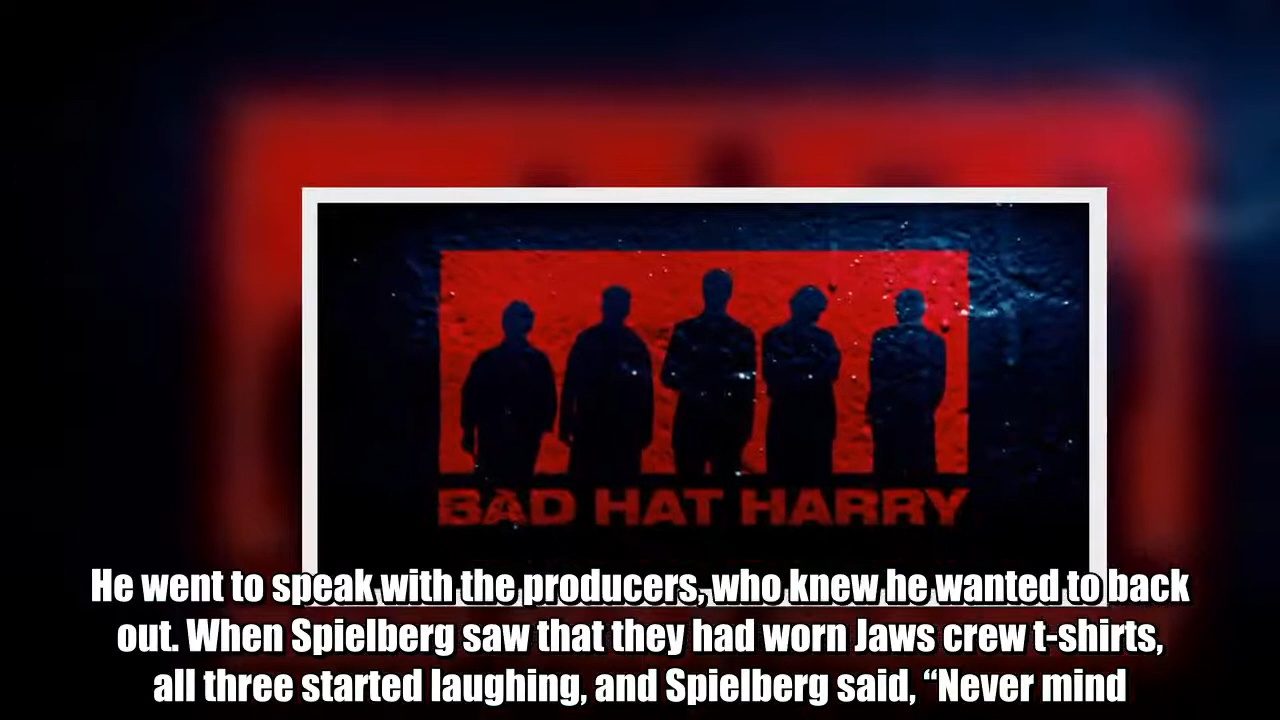 BAD HAT HARRY
He went to speak with the producers, who knew he wanted to back
out. When Spielberg saw that they had worn Jaws crew t-shirts,
all three started laughing, and Spielberg said, “Never mind